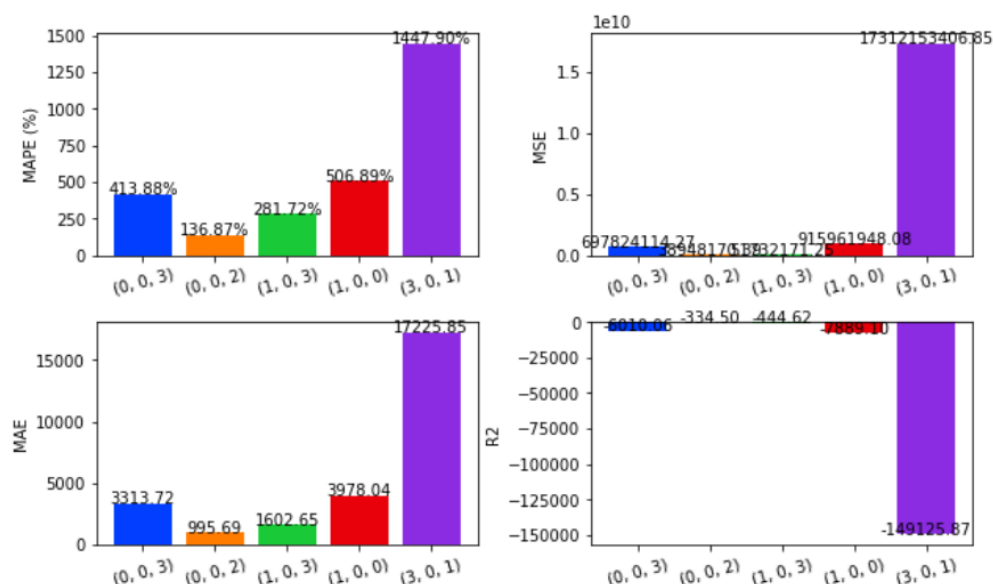 1500
1250
1000
750
500
250
0
MAPE (%)
413.88%
136.87%
281.72%
506.89%
1447.90%
(0, 0, 3)
(0, 0, 2)
(1, 0, 3)
(1, 0, 0)
(3, 0, 1)
1e10
1.5
1.0
0.5
0.0
MSE
697824114.27
51732171.25
915961948.08
17312153406.85
(0, 0, 3)
(0, 0, 2)
(1, 0, 3)
(1, 0, 0)
(3, 0, 1)
15000
10000
5000
0
MAE
3313.72
995.69
1602.65
3978.04
17225.85
(0, 0, 3)
(0, 0, 2)
(1, 0, 3)
(1, 0, 0)
(3, 0, 1)
0
−25000
−50000
−75000
−100000
−125000
−150000
R2
-6010.06
-334.50
-444.62
-7889.10
-149125.87
(0, 0, 3)
(0, 0, 2)
(1, 0, 3)
(1, 0, 0)
(3, 0, 1)